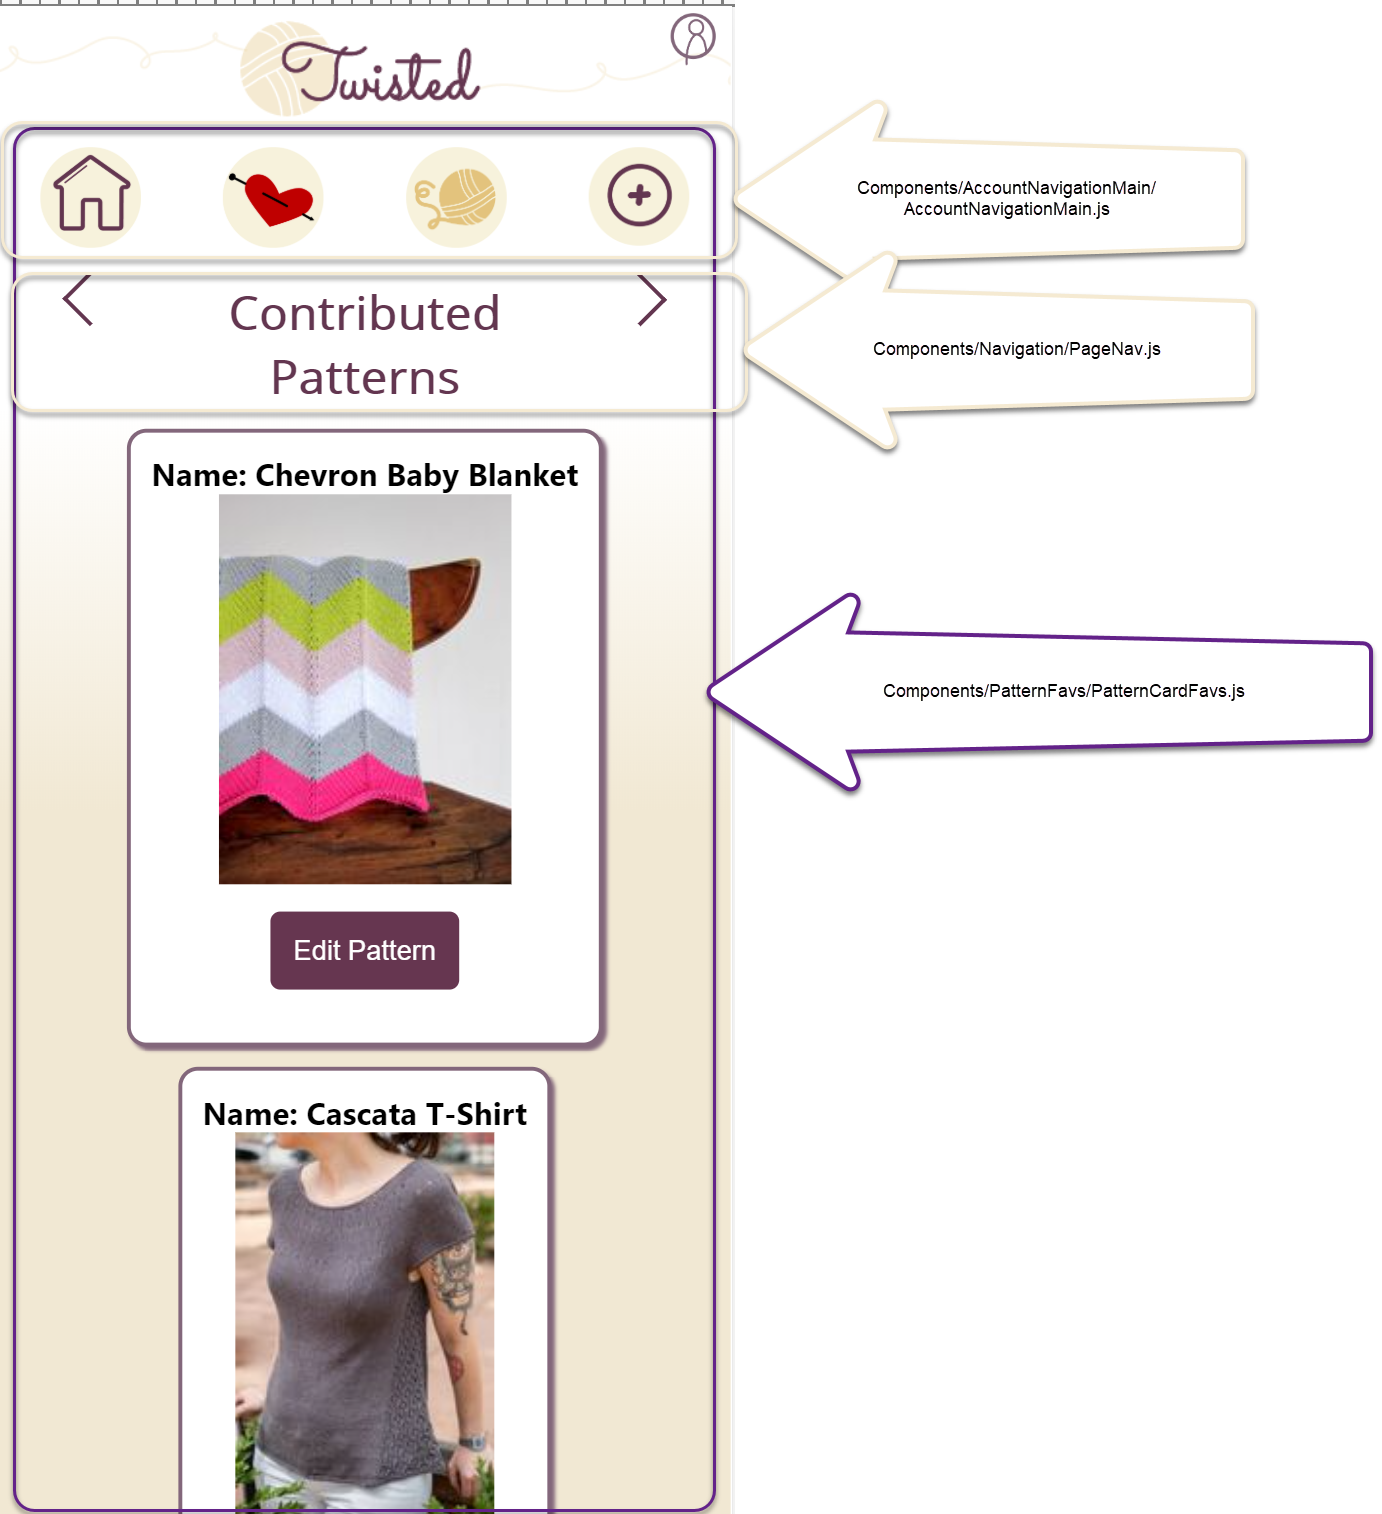 Twisted
Components/AccountNavigationMain/
AccountNavigationMain.js
Contributed
Patterns
Components/Navigation/PageNav.js
Name: Chevron Baby Blanket
Components/PatternFavs/PatternCardFavs.js
Edit Pattern
Name: Cascata T-Shirt